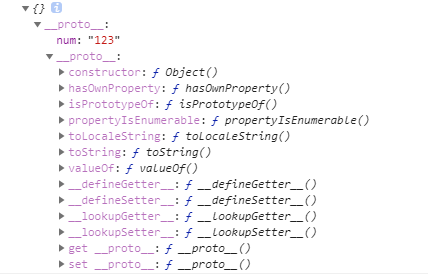 {} i
__proto__:
num: "123"
__proto__:
constructor: ƒ Object()
hasOwnProperty: ƒ hasOwnProperty()
isPrototypeOf: ƒ isPrototypeOf()
propertyIsEnumerable: ƒ propertyIsEnumerable()
toLocaleString: ƒ toLocaleString()
toString: ƒ toString()
valueOf: ƒ valueOf()
__defineGetter__: ƒ __defineGetter__()
__defineSetter__: ƒ __defineSetter__()
__lookupGetter__: ƒ __lookupGetter__()
__lookupSetter__: ƒ __lookupSetter__()
get __proto__: ƒ __proto__()
set __proto__: ƒ __proto__()